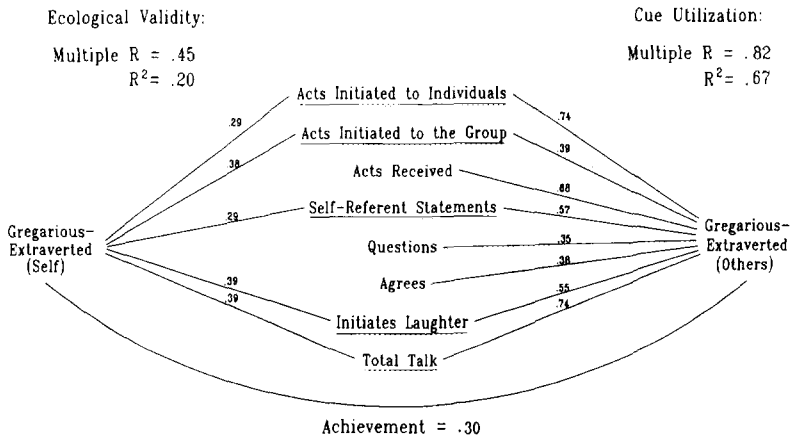 Ecological Validity:
Multiple R = .45
R²= .20
Cue Utilization:
Multiple R = .82
R²= .67
Acts Initiated to Individuals
Acts Initiated to the Group
Acts Received
Self-Referent Statements
Questions
Agrees
Initiates Laughter
Total Talk
.29
.38
.29
.39
.39
.74
.39
.68
.57
.35
.38
.55
.74
Gregarious-
Extraverted
(Self)
Gregarious-
Extraverted
(Others)
Achievement = .30